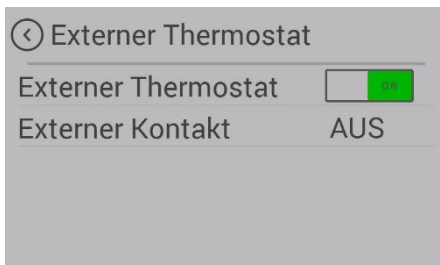 Externer Thermostat
Externer Thermostat ON
Externer Kontakt AUS